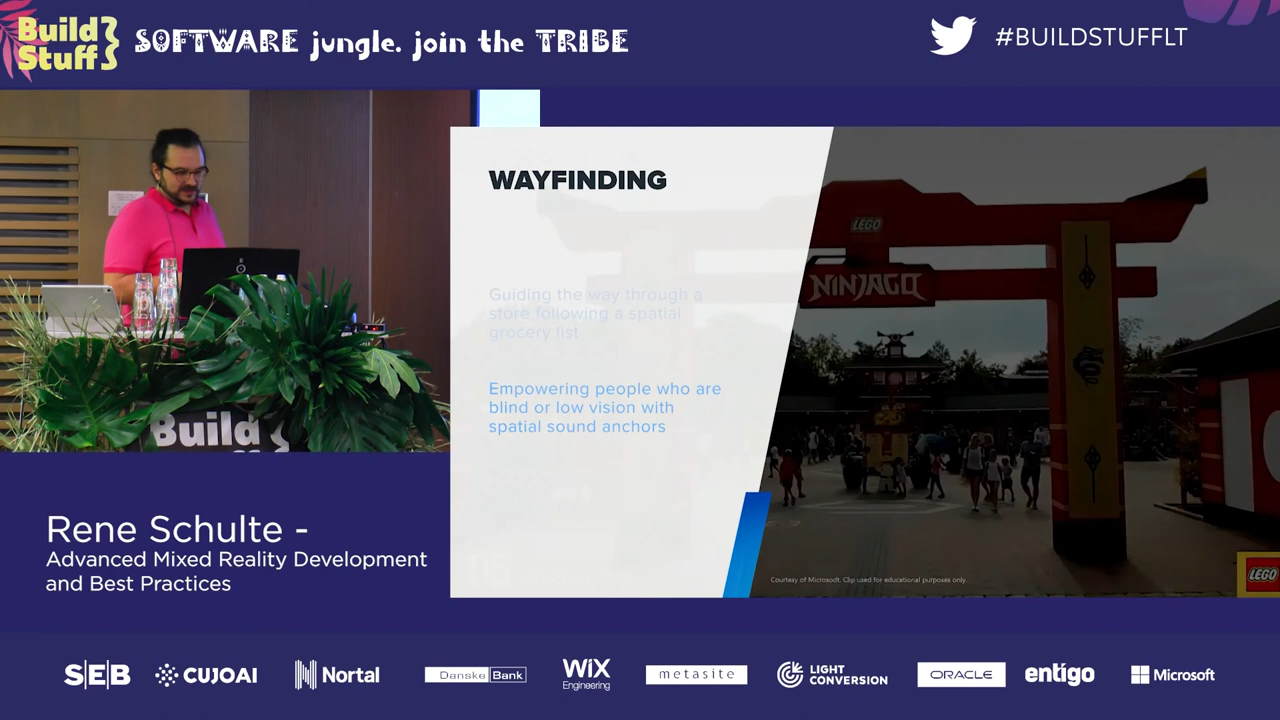 Build
Stuff
SOFTWARE jungle. join the TRIBE
#BUILDSTUFFLT
WAYFINDING
Guiding the way through a
store following a spatial
grocery list
Empowering people who are
blind or low vision with
spatial sound anchors
LEGO
NINJAGO
Courtesy of Microsodt. Clip used for educational purposes only.
LEGO
Build
Rene Schulte -
Advanced Mixed Reality Development
and Best Practices
SEB
CUJOAI
Nortal
Danske Bank
WiX
Engineering
metasite
LIGHT
CONVERSION
ORACLE
entigo
Microsoft